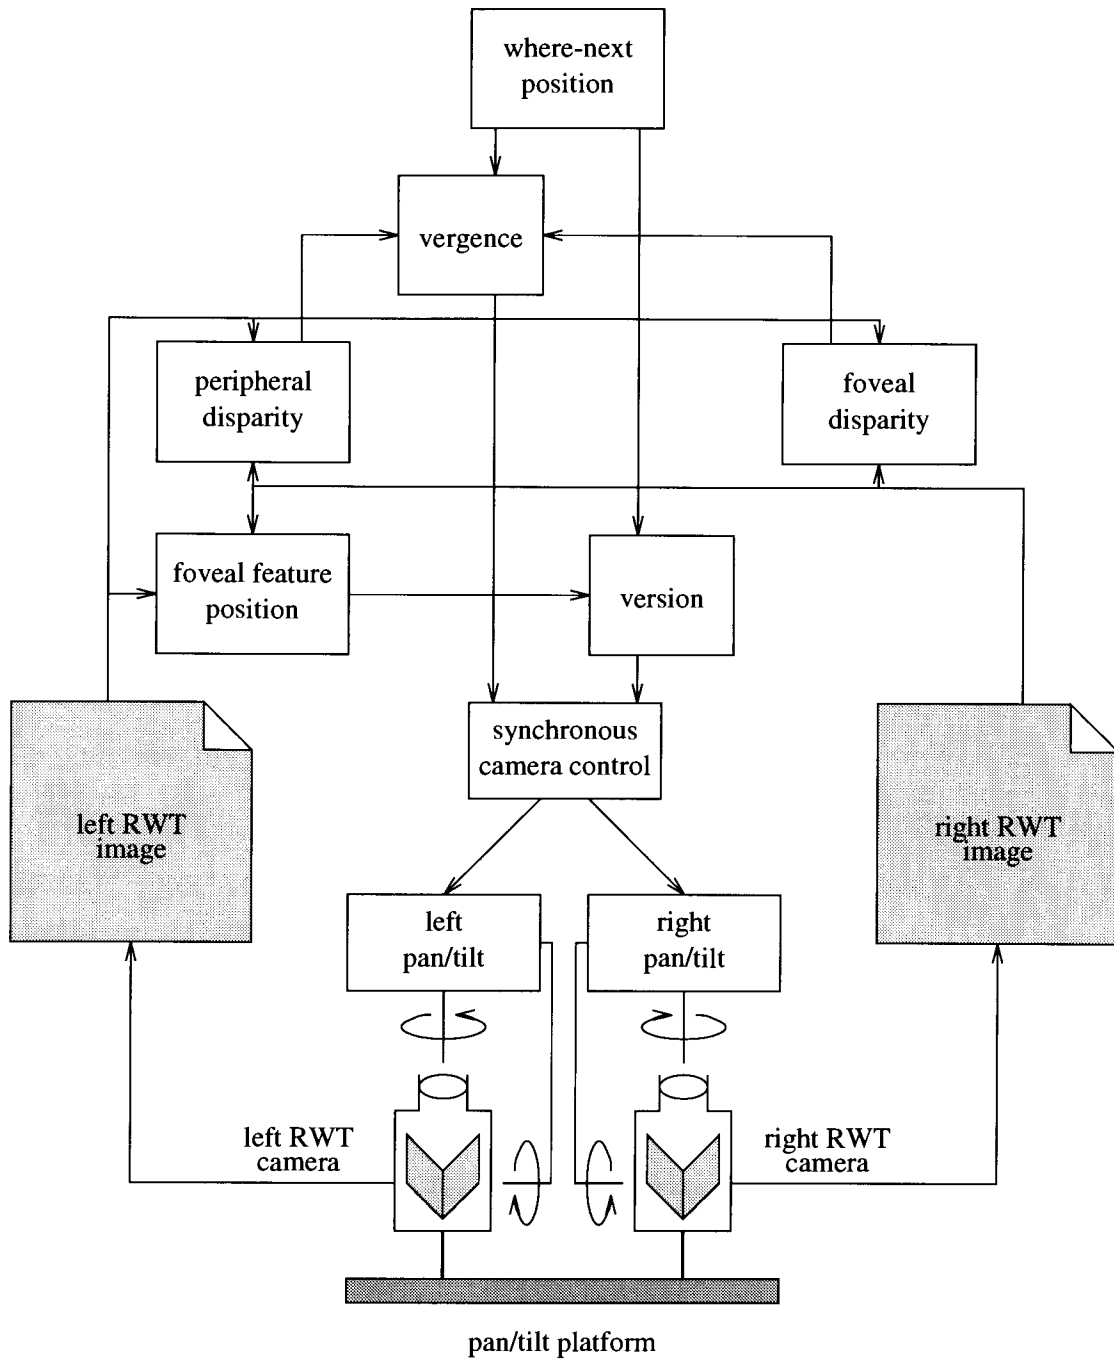 where-next
position
vergence
peripheral
disparity
foveal
disparity
foveal feature
position
version
synchronous
camera control
left RWT
image
right RWT
image
left
pan/tilt
right
pan/tilt
left RWT
camera
right RWT
camera
pan/tilt platform